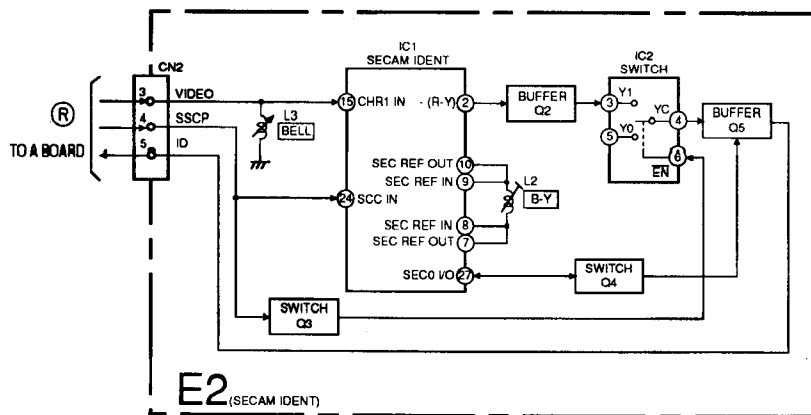 IC1
SECAM IDENT
IC2
SWITCH
CN2
3 VIDEO
4 SSCP
5 ID
R
TO A BOARD
L3
BELL
15 CHR1 IN
- (R-Y) 2
BUFFER
Q2
3 Y1
5 Y0
YC 4
6
EN
BUFFER
Q5
SEC REF OUT 10
SEC REF IN 9
L2
B-Y
24 SCC IN
SEC REF IN 8
SEC REF OUT 7
SEC0 I/O 27
SWITCH
Q4
SWITCH
Q3
E2 (SECAM IDENT)